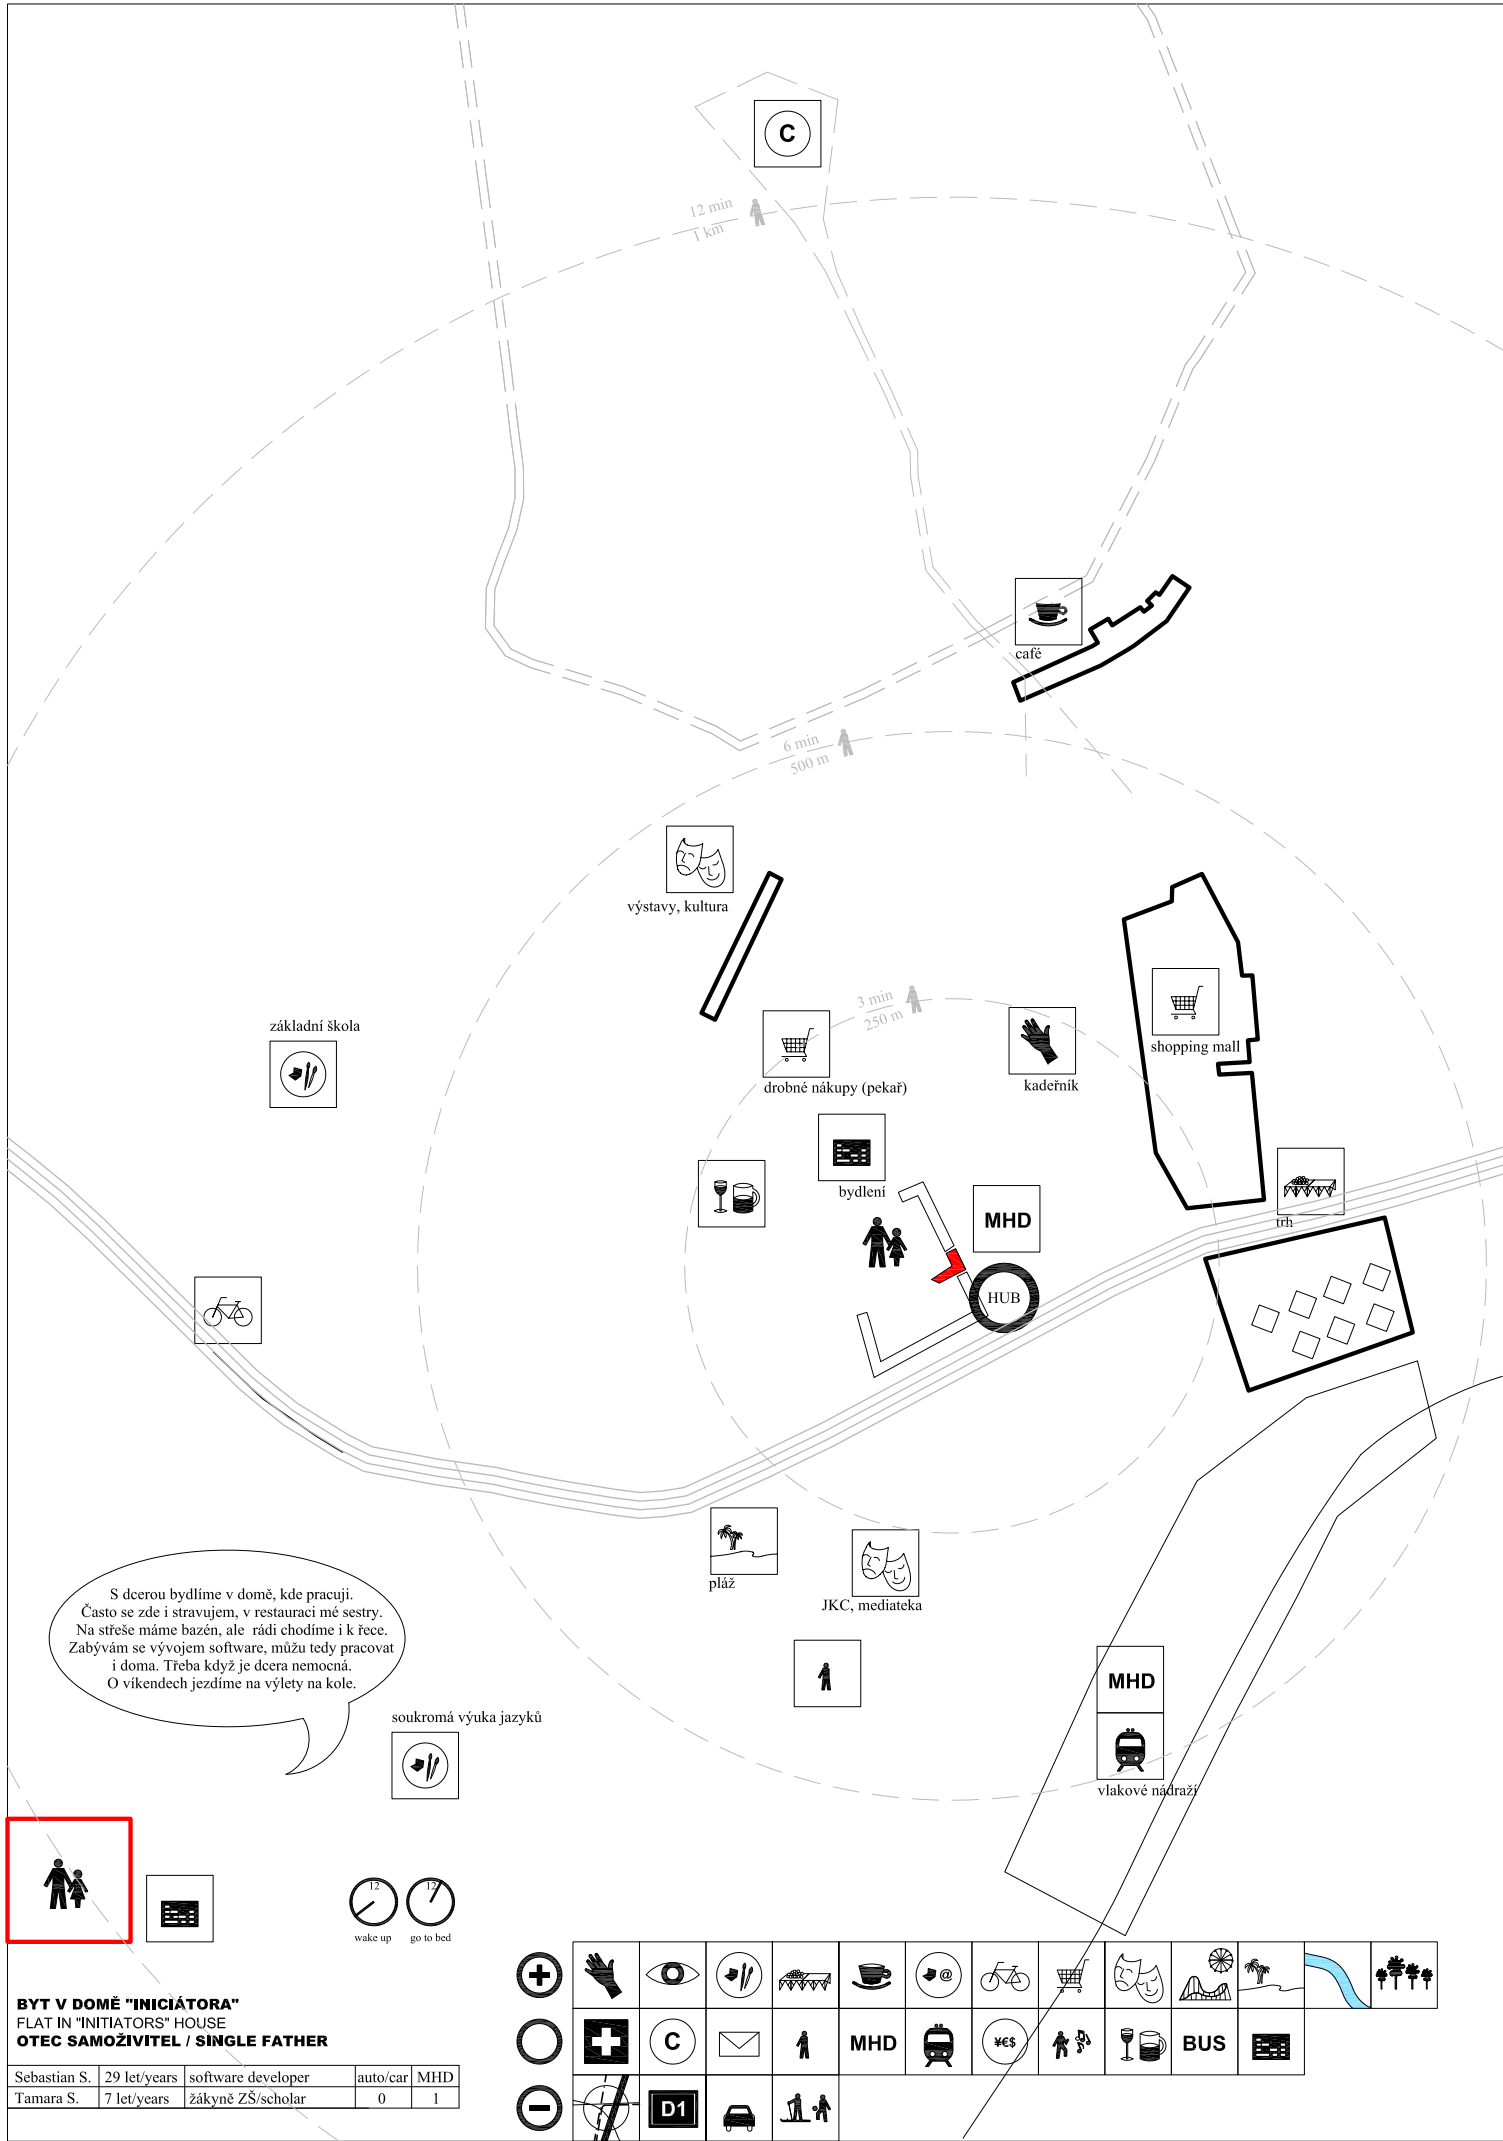 C
12 min
1 km
café
6 min
500 m
výstavy, kultura
3 min
250 m
základní škola
shopping mall
drobné nákupy (pekař)
kadeřník
bydlení
MHD
trh
HUB
pláž
JKC, mediateka
S dcerou bydlíme v domě, kde pracuji.
Často se zde i stravujem, v restauraci mé sestry.
Na střeše máme bazén, ale rádi chodíme i k řece.
Zabývám se vývojem software, můžu tedy pracovat
i doma. Třeba když je dcera nemocná.
O víkendech jezdíme na výlety na kole.
MHD
soukromá výuka jazyků
vlakové nádraží
12
12
wake up
go to bed
BYT V DOMĚ "INICIÁTORA"
FLAT IN "INITIATORS" HOUSE
OTEC SAMOŽIVITEL / SINGLE FATHER
Sebastian S. 29 let/years software developer auto/car MHD
Tamara S. 7 let/years žákyně ZŠ/scholar 0 1
@
C MHD ¥€$ BUS
D1